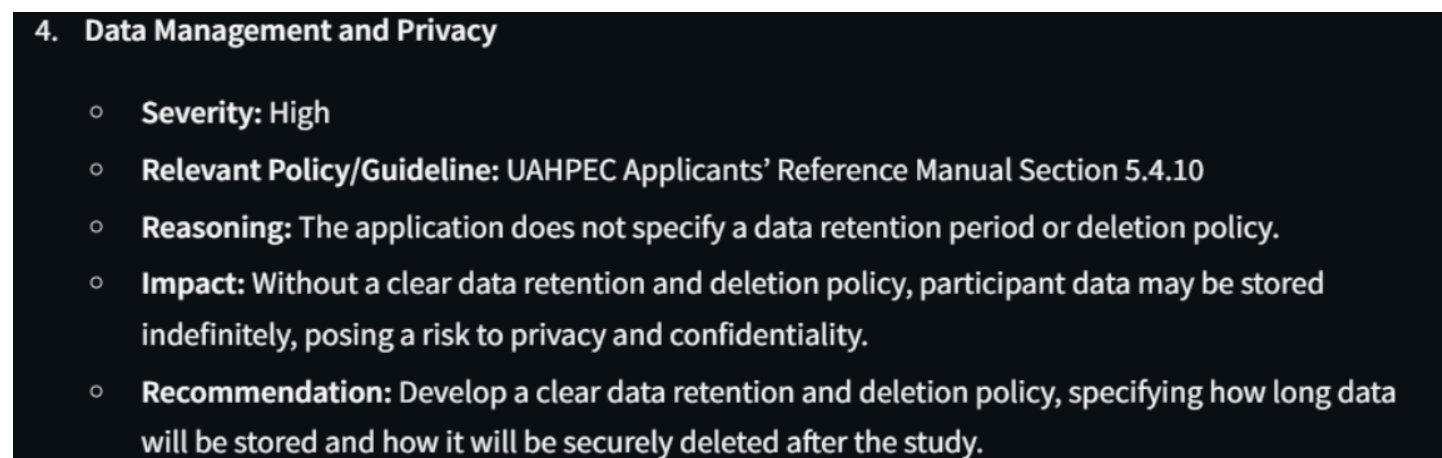 4. Data Management and Privacy
○ Severity: High
○ Relevant Policy/Guideline: UAHPEC Applicants’ Reference Manual Section 5.4.10
○ Reasoning: The application does not specify a data retention period or deletion policy.
○ Impact: Without a clear data retention and deletion policy, participant data may be stored
indefinitely, posing a risk to privacy and confidentiality.
○ Recommendation: Develop a clear data retention and deletion policy, specifying how long data
will be stored and how it will be securely deleted after the study.